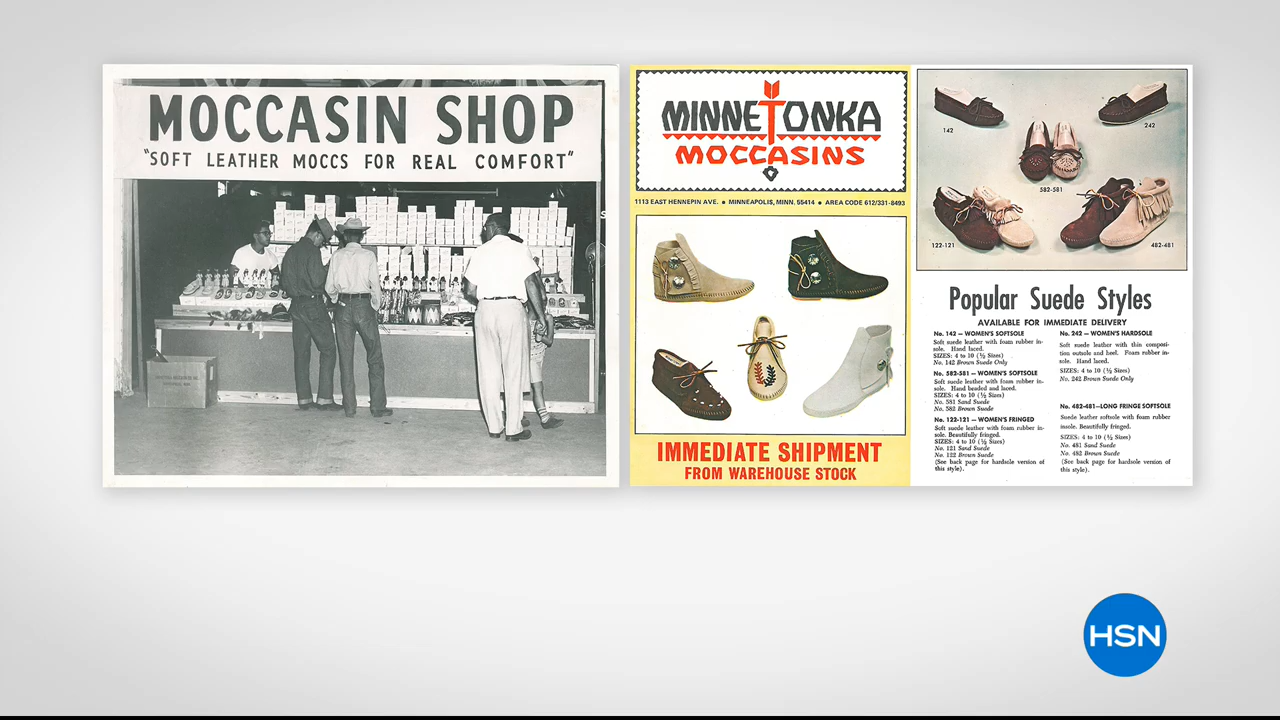 MOCCASIN SHOP
"SOFT LEATHER MOCCS FOR REAL COMFORT"
MINNETONKA
MOCCASINS
1113 EAST HENNEPIN AVE. • MINNEAPOLIS, MINN. 55414 • AREA CODE 612/331-8493
IMMEDIATE SHIPMENT
FROM WAREHOUSE STOCK
142
242
582-581
122-121
482-481
Popular Suede Styles
AVAILABLE FOR IMMEDIATE DELIVERY
No. 142 — WOMEN'S SOFTSOLE
Soft suede leather with foam rubber in-
sole. Hand laced.
SIZES: 4 to 10 (½ Sizes)
No. 142 Brown Suede Only
No. 582-581 — WOMEN'S SOFTSOLE
Soft suede leather with foam rubber in-
sole. Hand beaded and laced.
SIZES: 4 to 10 (½ Sizes)
No. 581 Sand Suede
No. 582 Brown Suede
No. 122-121 — WOMEN'S FRINGED
Soft suede leather with foam rubber in-
sole. Beautifully fringed.
SIZES: 4 to 10 (½ Sizes)
No. 121 Sand Suede
No. 122 Brown Suede
(See back page for hardsole version of
this style).
No. 242 — WOMEN'S HARDSOLE
Soft suede leather with thin composi-
tion outsole and heel. Foam rubber in-
sole. Hand laced.
SIZES: 4 to 10 (½ Sizes)
No. 242 Brown Suede Only
No. 482-481—LONG FRINGE SOFTSOLE
Suede leather softsole with foam rubber
insole. Beautifully fringed.
SIZES: 4 to 10 (½ Sizes)
No. 481 Sand Suede
No. 482 Brown Suede
(See back page for hardsole version of
this style).
HSN